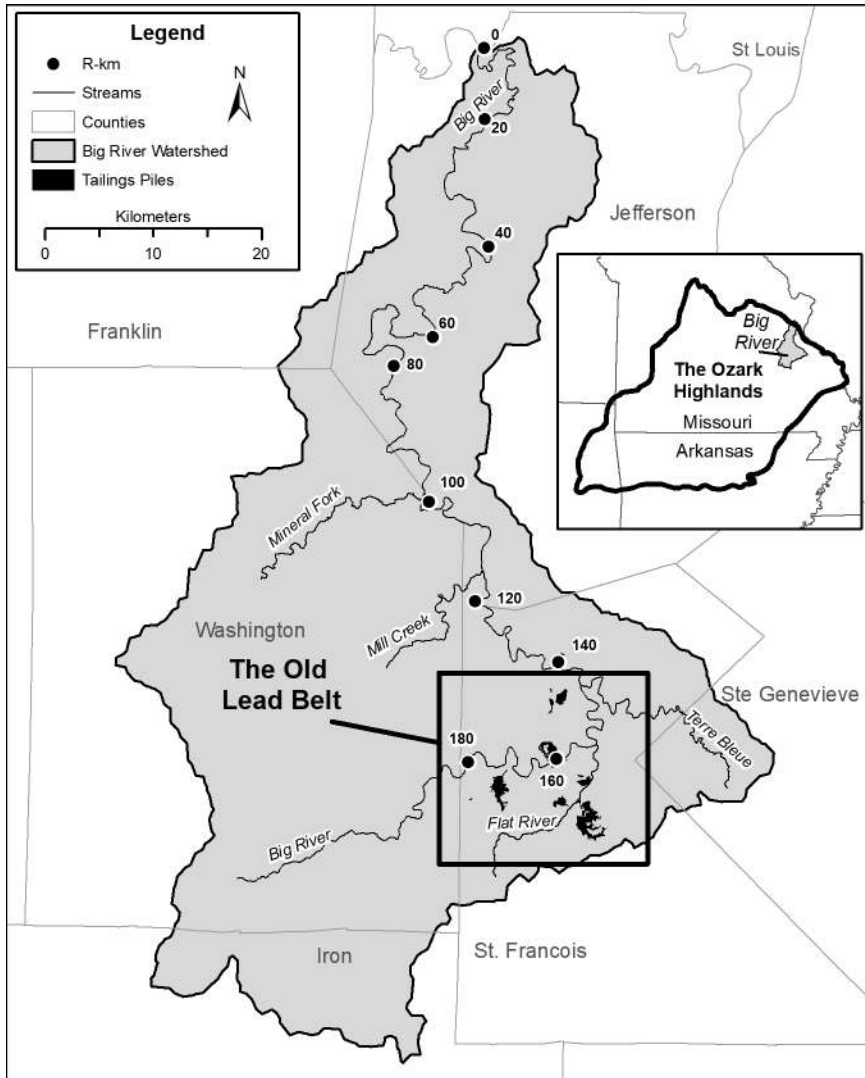 Legend
R-km
Streams
Counties
Big River Watershed
Tailings Piles
N
Kilometers
0 10 20
0
St Louis
Big River
20
Jefferson
40
Franklin
60
80
Big
River
The Ozark
Highlands
Missouri
Arkansas
100
Mineral Fork
120
Mill Creek
Washington
140
The Old
Lead Belt
Ste Genevieve
Terre Bleue
180
160
Flat River
Big River
Iron
St. Francois